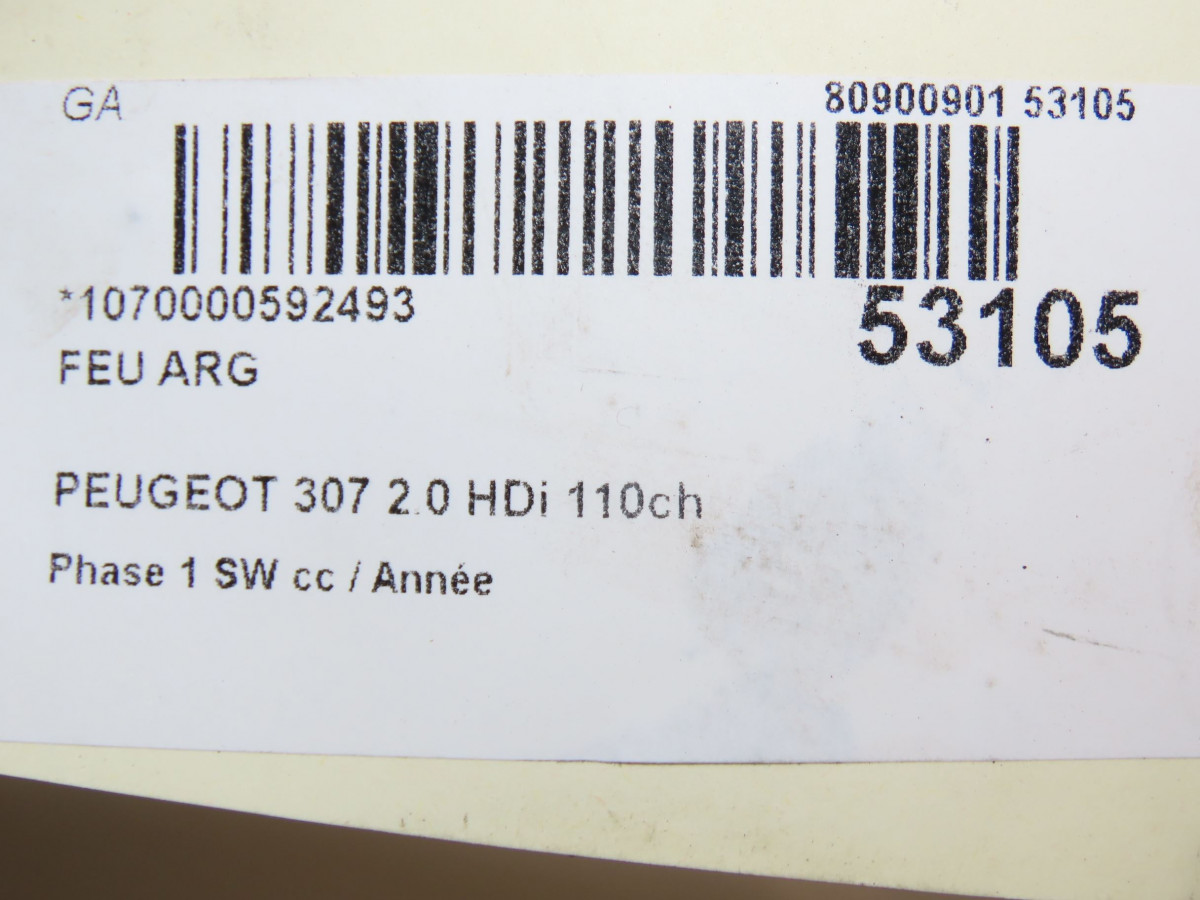 GA
80900901 53105
*1070000592493
53105
FEU ARG
PEUGEOT 307 2.0 HDi 110ch
Phase 1 SW cc / Année